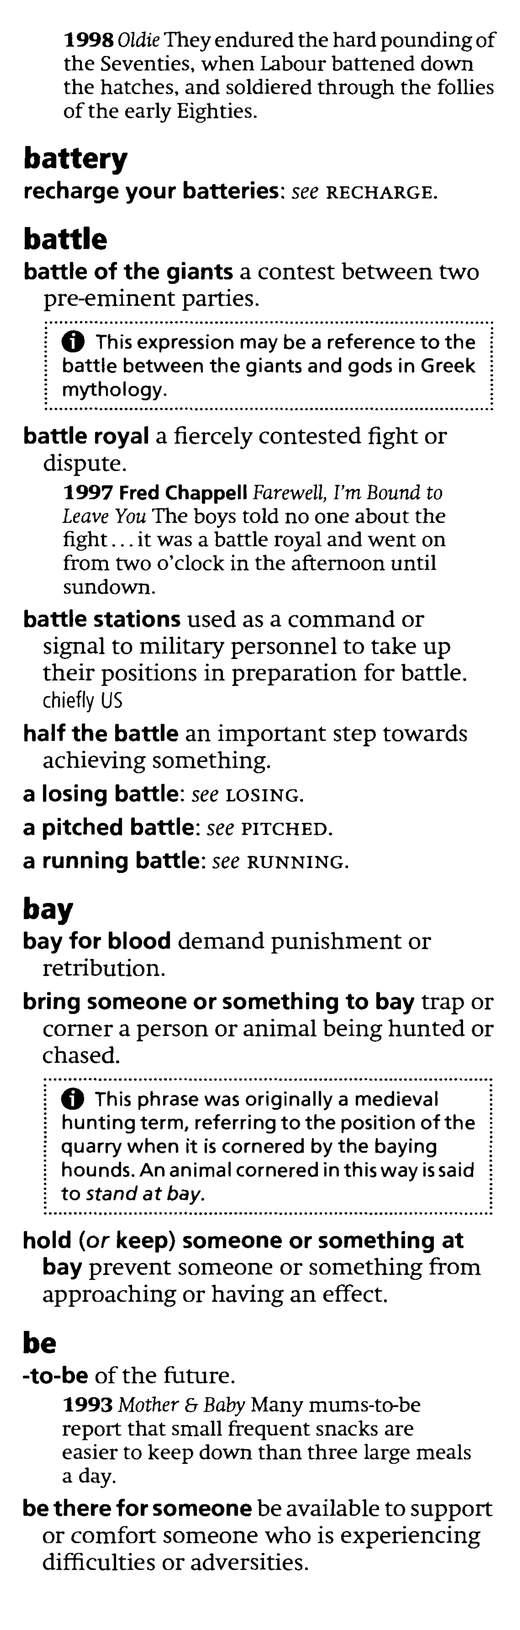 1998 Oldie They endured the hard pounding of
the Seventies, when Labour battened down
the hatches, and soldiered through the follies
of the early Eighties.
battery
recharge your batteries: see RECHARGE.
battle
battle of the giants a contest between two
pre-eminent parties.
This expression may be a reference to the
battle between the giants and gods in Greek
mythology.
battle royal a fiercely contested fight or
dispute.
1997 Fred Chappell Farewell, I'm Bound to
Leave You The boys told no one about the
fight...it was a battle royal and went on
from two o'clock in the afternoon until
sundown.
battle stations used as a command or
signal to military personnel to take up
their positions in preparation for battle.
chiefly US
half the battle an important step towards
achieving something.
a losing battle: see LOSING.
a pitched battle: see PITCHED.
a running battle: see RUNNING.
bay
bay for blood demand punishment or
retribution.
bring someone or something to bay trap or
corner a person or animal being hunted or
chased.
This phrase was originally a medieval
hunting term, referring to the position of the
quarry when it is cornered by the baying
hounds. An animal cornered in this way is said
to stand at bay.
hold (or keep) someone or something at
bay prevent someone or something from
approaching or having an effect.
be
-to-be of the future.
1993 Mother & Baby Many mums-to-be
report that small frequent snacks are
easier to keep down than three large meals
a day.
be there for someone be available to support
or comfort someone who is experiencing
difficulties or adversities.